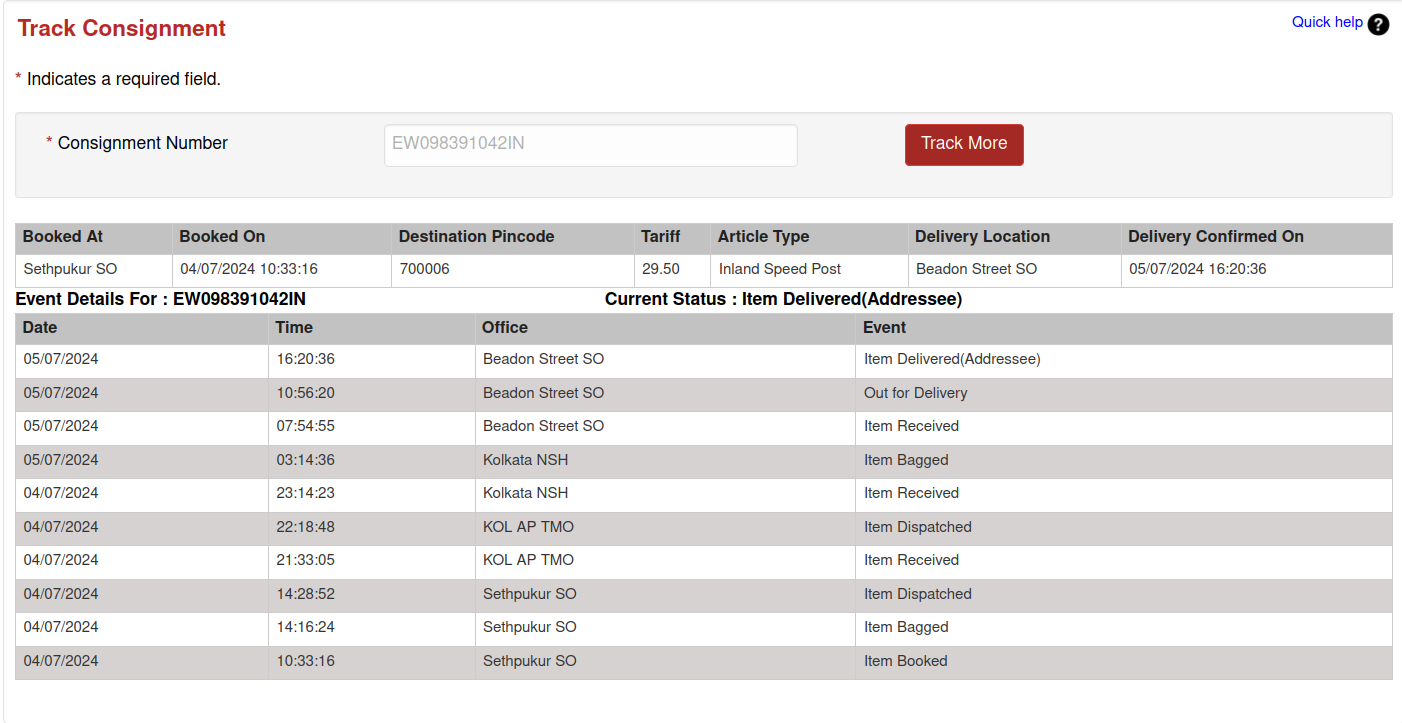 Track Consignment
Quick help ?
* Indicates a required field.
* Consignment Number EW098391042IN Track More
Booked At Booked On Destination Pincode Tariff Article Type Delivery Location Delivery Confirmed On
Sethpukur SO 04/07/2024 10:33:16 700006 29.50 Inland Speed Post Beadon Street SO 05/07/2024 16:20:36
Event Details For : EW098391042IN Current Status : Item Delivered(Addressee)
Date Time Office Event
05/07/2024 16:20:36 Beadon Street SO Item Delivered(Addressee)
05/07/2024 10:56:20 Beadon Street SO Out for Delivery
05/07/2024 07:54:55 Beadon Street SO Item Received
05/07/2024 03:14:36 Kolkata NSH Item Bagged
04/07/2024 23:14:23 Kolkata NSH Item Received
04/07/2024 22:18:48 KOL AP TMO Item Dispatched
04/07/2024 21:33:05 KOL AP TMO Item Received
04/07/2024 14:28:52 Sethpukur SO Item Dispatched
04/07/2024 14:16:24 Sethpukur SO Item Bagged
04/07/2024 10:33:16 Sethpukur SO Item Booked